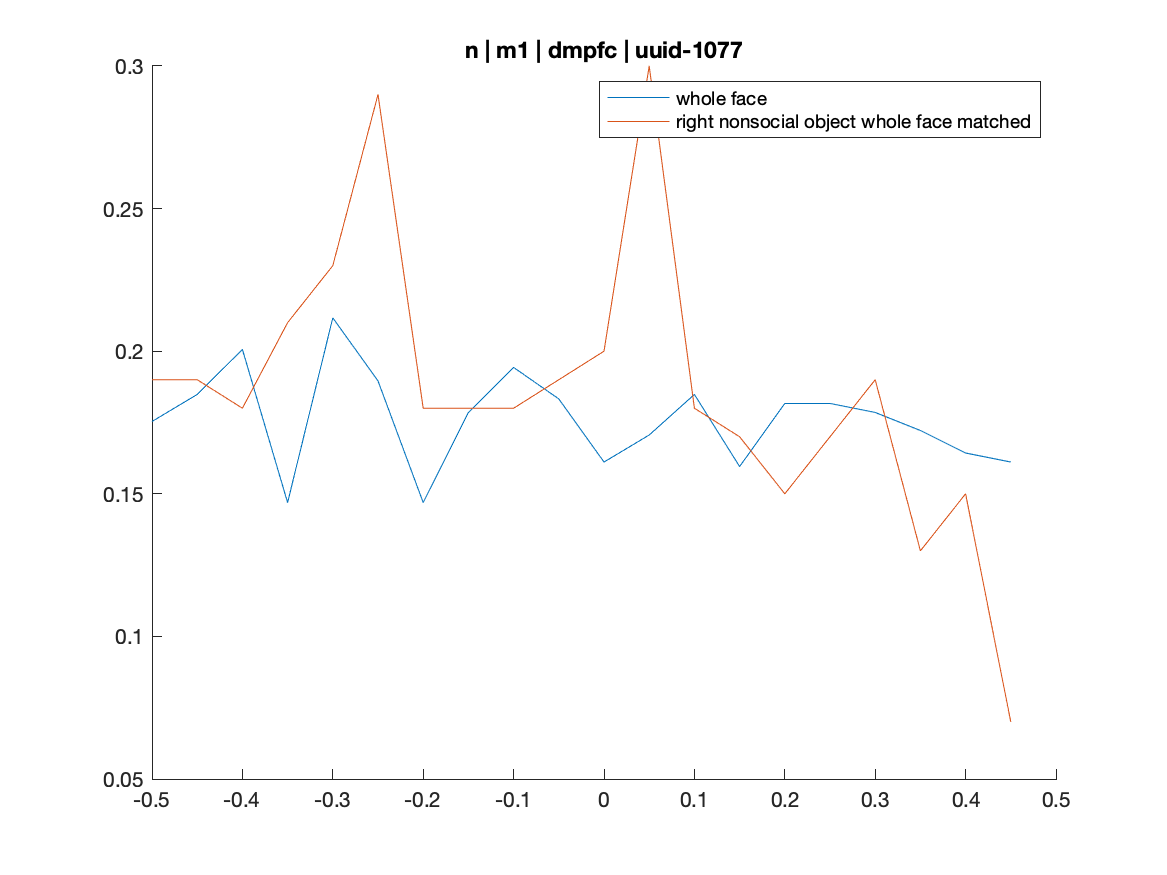 n | m1 | dmpfc | uuid-1077
whole face
right nonsocial object whole face matched
0.3
0.25
0.2
0.15
0.1
0.05
-0.5 -0.4 -0.3 -0.2 -0.1 0 0.1 0.2 0.3 0.4 0.5